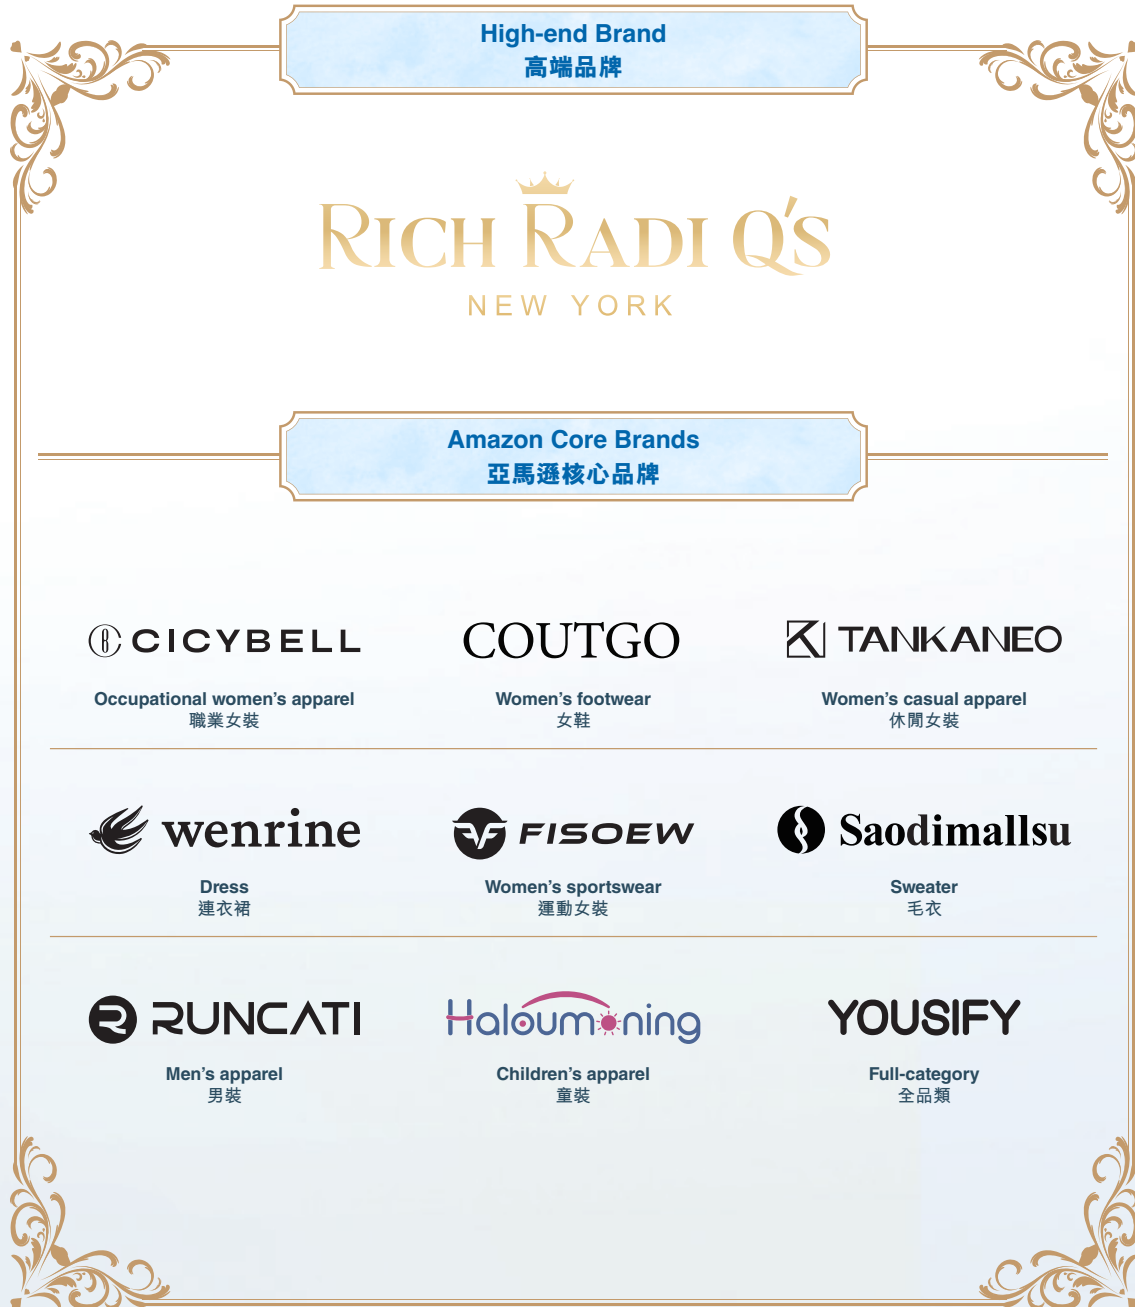 High-end Brand
高端品牌
RICH RADI Q'S
NEW YORK
Amazon Core Brands
亞馬遜核心品牌
CICYBELL
COUTGO
TANKANEO
Occupational women's apparel
職業女裝
Women's footwear
女鞋
Women's casual apparel
休閒女裝
wenrine
FISOEW
Saodimallsu
Dress
連衣裙
Women's sportswear
運動女裝
Sweater
毛衣
RUNCATI
Haloumoning
YOUSIFY
Men's apparel
男裝
Children's apparel
童裝
Full-category
全品類